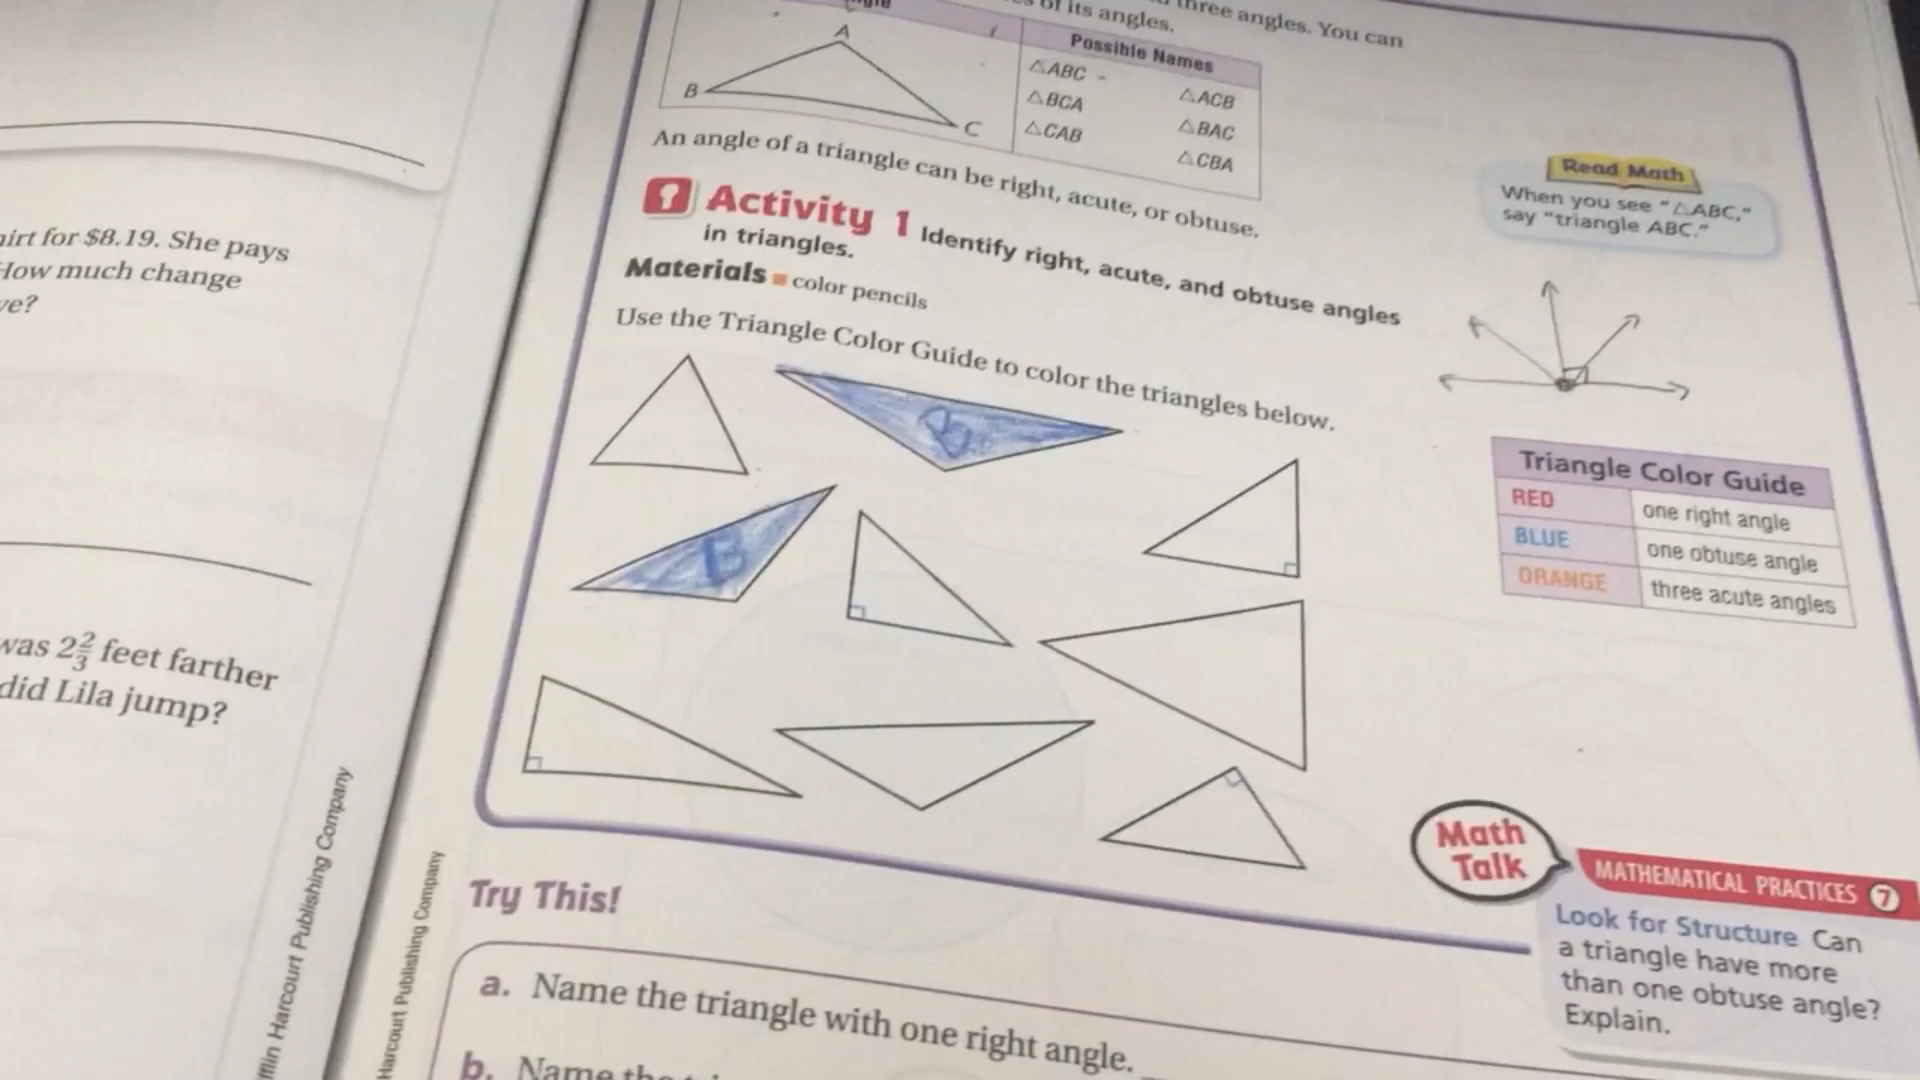 of its angles.
three angles. You can
Possible Names
A
B
C
△ABC -
△ACB
△BCA
△BAC
△CAB
△CBA
An angle of a triangle can be right, acute, or obtuse.
Read Math
When you see "△ABC,"
say "triangle ABC."
Activity 1 Identify right, acute, and obtuse angles
in triangles.
Materials ■ color pencils
Use the Triangle Color Guide to color the triangles below.
B
B
Triangle Color Guide
RED one right angle
BLUE one obtuse angle
ORANGE three acute angles
for $8.19. She pays
How much change
was 2 2/3 feet farther
did Lila jump?
Harcourt Publishing Company
Harcourt Publishing Company
Math
Talk
MATHEMATICAL PRACTICES 7
Look for Structure Can
a triangle have more
than one obtuse angle?
Explain.
Try This!
a. Name the triangle with one right angle.
b. Name